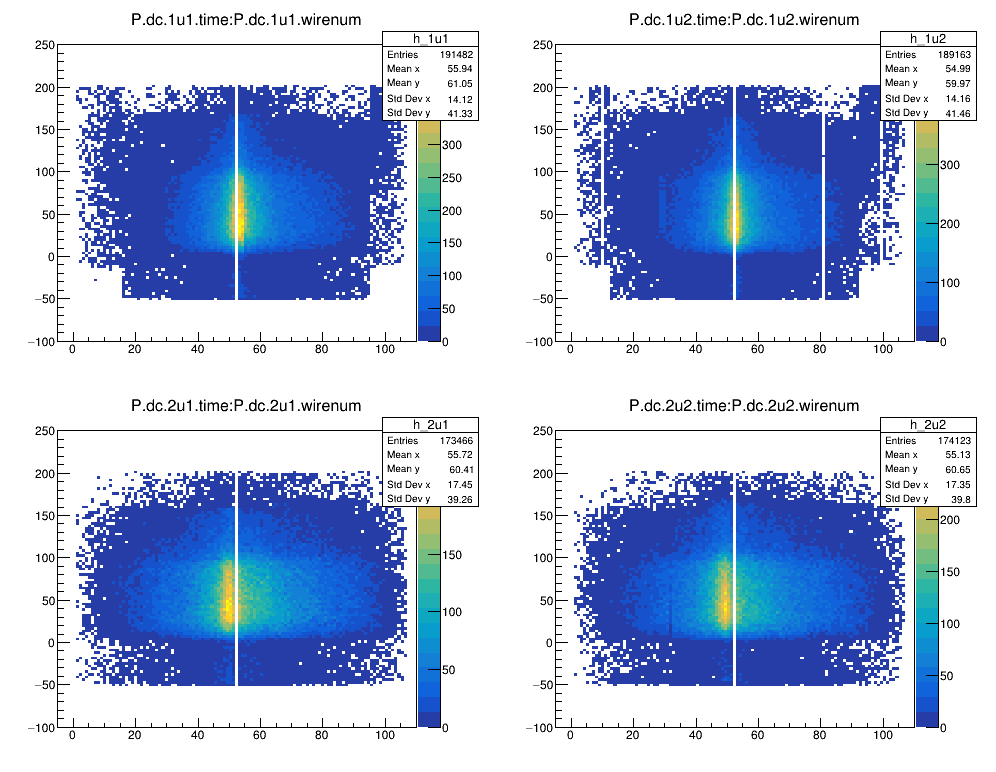 P.dc.1u1.time:P.dc.1u1.wirenum
h_1u1
Entries 191482
Mean x 55.94
Mean y 61.05
Std Dev x 14.12
Std Dev y 41.33
250
200
150
100
50
0
−50
−100
0 20 40 60 80 100
300
250
200
150
100
50
0
P.dc.1u2.time:P.dc.1u2.wirenum
h_1u2
Entries 189163
Mean x 54.99
Mean y 59.97
Std Dev x 14.16
Std Dev y 41.46
250
200
150
100
50
0
−50
−100
0 20 40 60 80 100
300
200
100
0
P.dc.2u1.time:P.dc.2u1.wirenum
h_2u1
Entries 173466
Mean x 55.72
Mean y 60.41
Std Dev x 17.45
Std Dev y 39.26
250
200
150
100
50
0
−50
−100
0 20 40 60 80 100
150
100
50
0
P.dc.2u2.time:P.dc.2u2.wirenum
h_2u2
Entries 174123
Mean x 55.13
Mean y 60.65
Std Dev x 17.35
Std Dev y 39.8
250
200
150
100
50
0
−50
−100
0 20 40 60 80 100
200
150
100
50
0